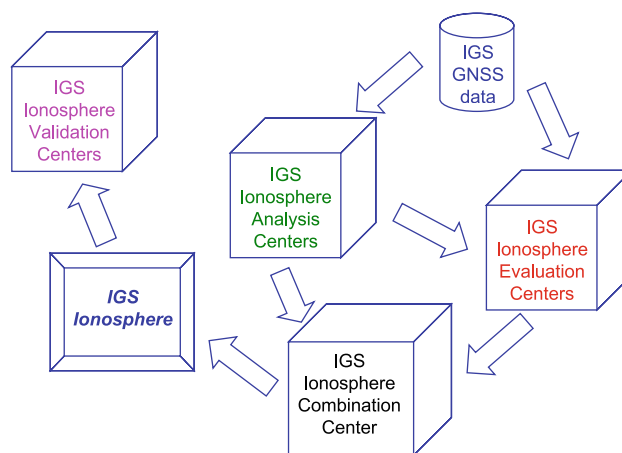 IGS
Ionosphere
Validation
Centers
IGS
GNSS
data
IGS
Ionosphere
Analysis
Centers
IGS
Ionosphere
Evaluation
Centers
IGS
Ionosphere
IGS
Ionosphere
Combination
Center